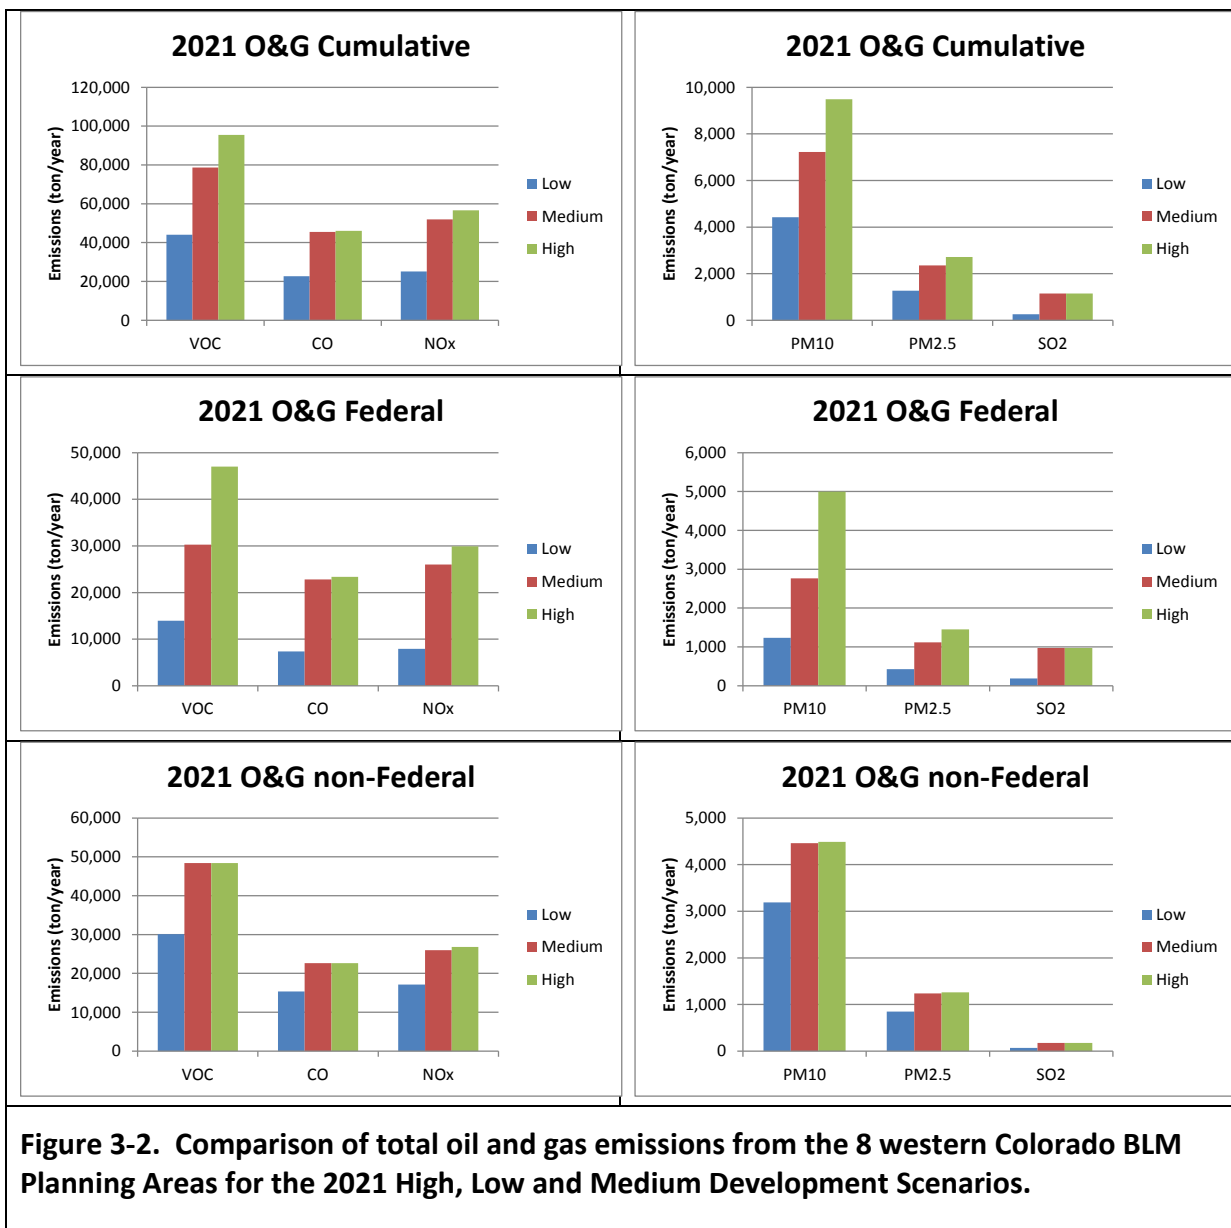 2021 O&G Cumulative
Emissions (ton/year)
120,000
100,000
80,000
60,000
40,000
20,000
0
VOC CO NOx
Low
Medium
High
2021 O&G Cumulative
10,000
8,000
6,000
4,000
2,000
0
PM10 PM2.5 SO2
Low
Medium
High
Emissions (ton/year)
2021 O&G Federal
Emissions (ton/year)
50,000
40,000
30,000
20,000
10,000
0
VOC CO NOx
Low
Medium
High
2021 O&G Federal
Emissions (ton/year)
6,000
5,000
4,000
3,000
2,000
1,000
0
PM10 PM2.5 SO2
Low
Medium
High
2021 O&G non-Federal
Emissions (ton/year)
60,000
50,000
40,000
30,000
20,000
10,000
0
VOC CO NOx
Low
Medium
High
2021 O&G non-Federal
Emissions (ton/year)
5,000
4,000
3,000
2,000
1,000
0
PM10 PM2.5 SO2
Low
Medium
High
Figure 3-2. Comparison of total oil and gas emissions from the 8 western Colorado BLM
Planning Areas for the 2021 High, Low and Medium Development Scenarios.